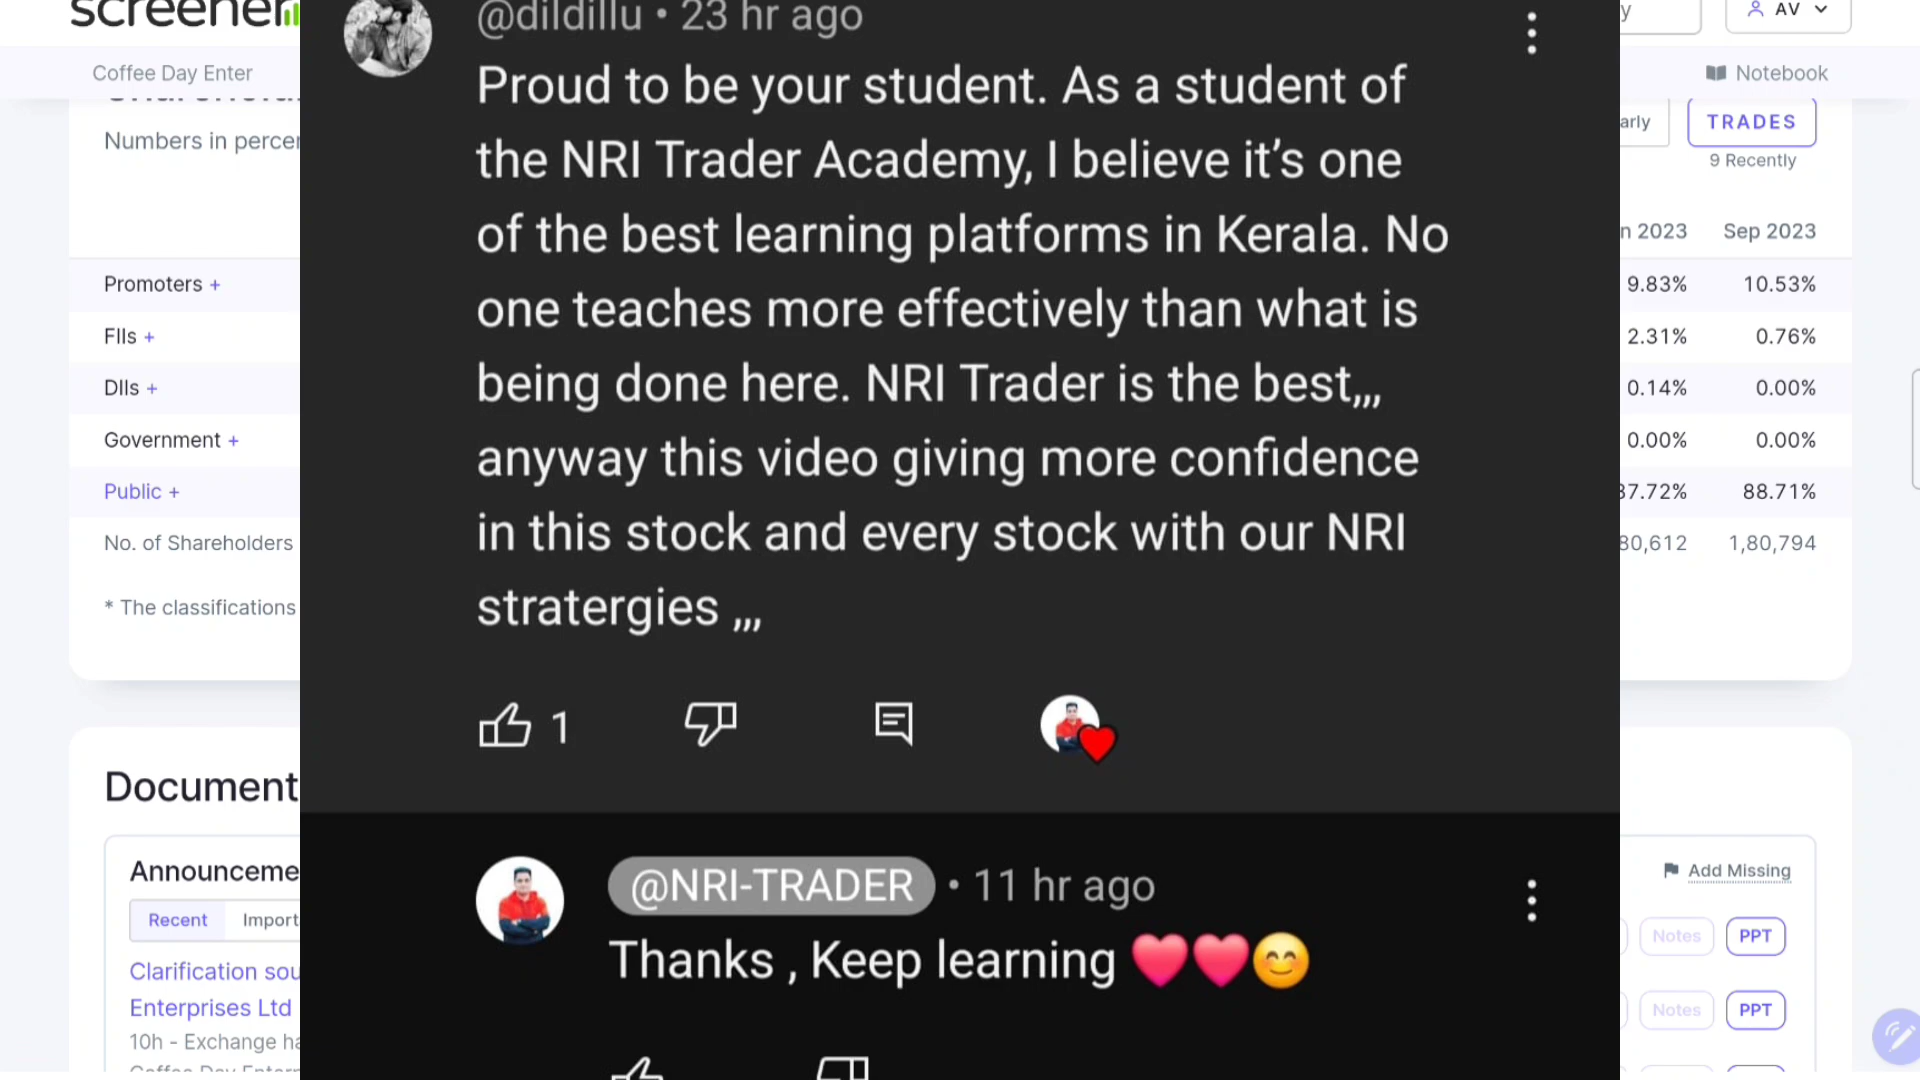 screener
@dildillu • 23 hr ago
AV
Coffee Day Enter
Notebook
Proud to be your student. As a student of
the NRI Trader Academy, I believe it’s one
of the best learning platforms in Kerala. No
one teaches more effectively than what is
being done here. NRI Trader is the best,,,
anyway this video giving more confidence
in this stock and every stock with our NRI
stratergies ,,,
1
Numbers in percen
arly
TRADES
9 Recently
n 2023 Sep 2023
Promoters + 9.83% 10.53%
FIIs + 2.31% 0.76%
DIIs + 0.14% 0.00%
Government + 0.00% 0.00%
Public + 87.72% 88.71%
No. of Shareholders 80,612 1,80,794
* The classifications
Document
Announceme
Add Missing
Recent Import
Notes PPT
Clarification sou
Enterprises Ltd
Notes PPT
10h - Exchange ha
@NRI-TRADER • 11 hr ago
Thanks , Keep learning ❤️❤️😊